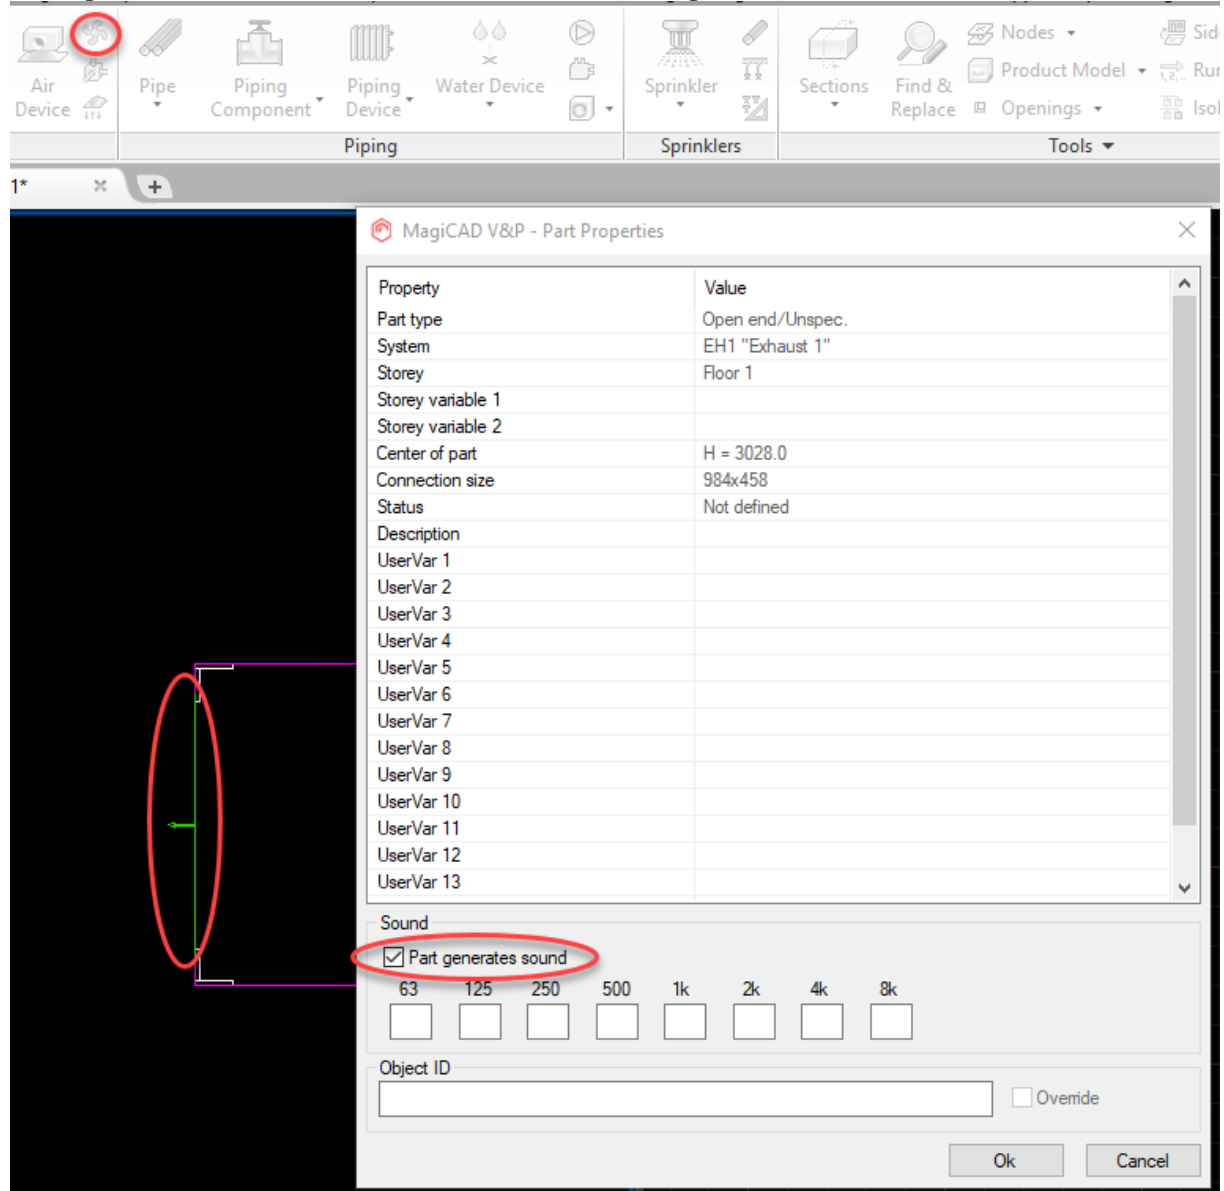 Nodes Sid
Product Model Run
Air Pipe Piping Piping Water Device Sprinkler Sections Find &
Device Component Device Replace Openings Isol
Piping Sprinklers Tools
1*
MagiCAD V&P - Part Properties
Property Value
Part type Open end/Unspec.
System EH1 "Exhaust 1"
Storey Floor 1
Storey variable 1
Storey variable 2
Center of part H = 3028.0
Connection size 984x458
Status Not defined
Description
UserVar 1
UserVar 2
UserVar 3
UserVar 4
UserVar 5
UserVar 6
UserVar 7
UserVar 8
UserVar 9
UserVar 10
UserVar 11
UserVar 12
UserVar 13
Sound
Part generates sound
63 125 250 500 1k 2k 4k 8k
Object ID
Override
Ok Cancel